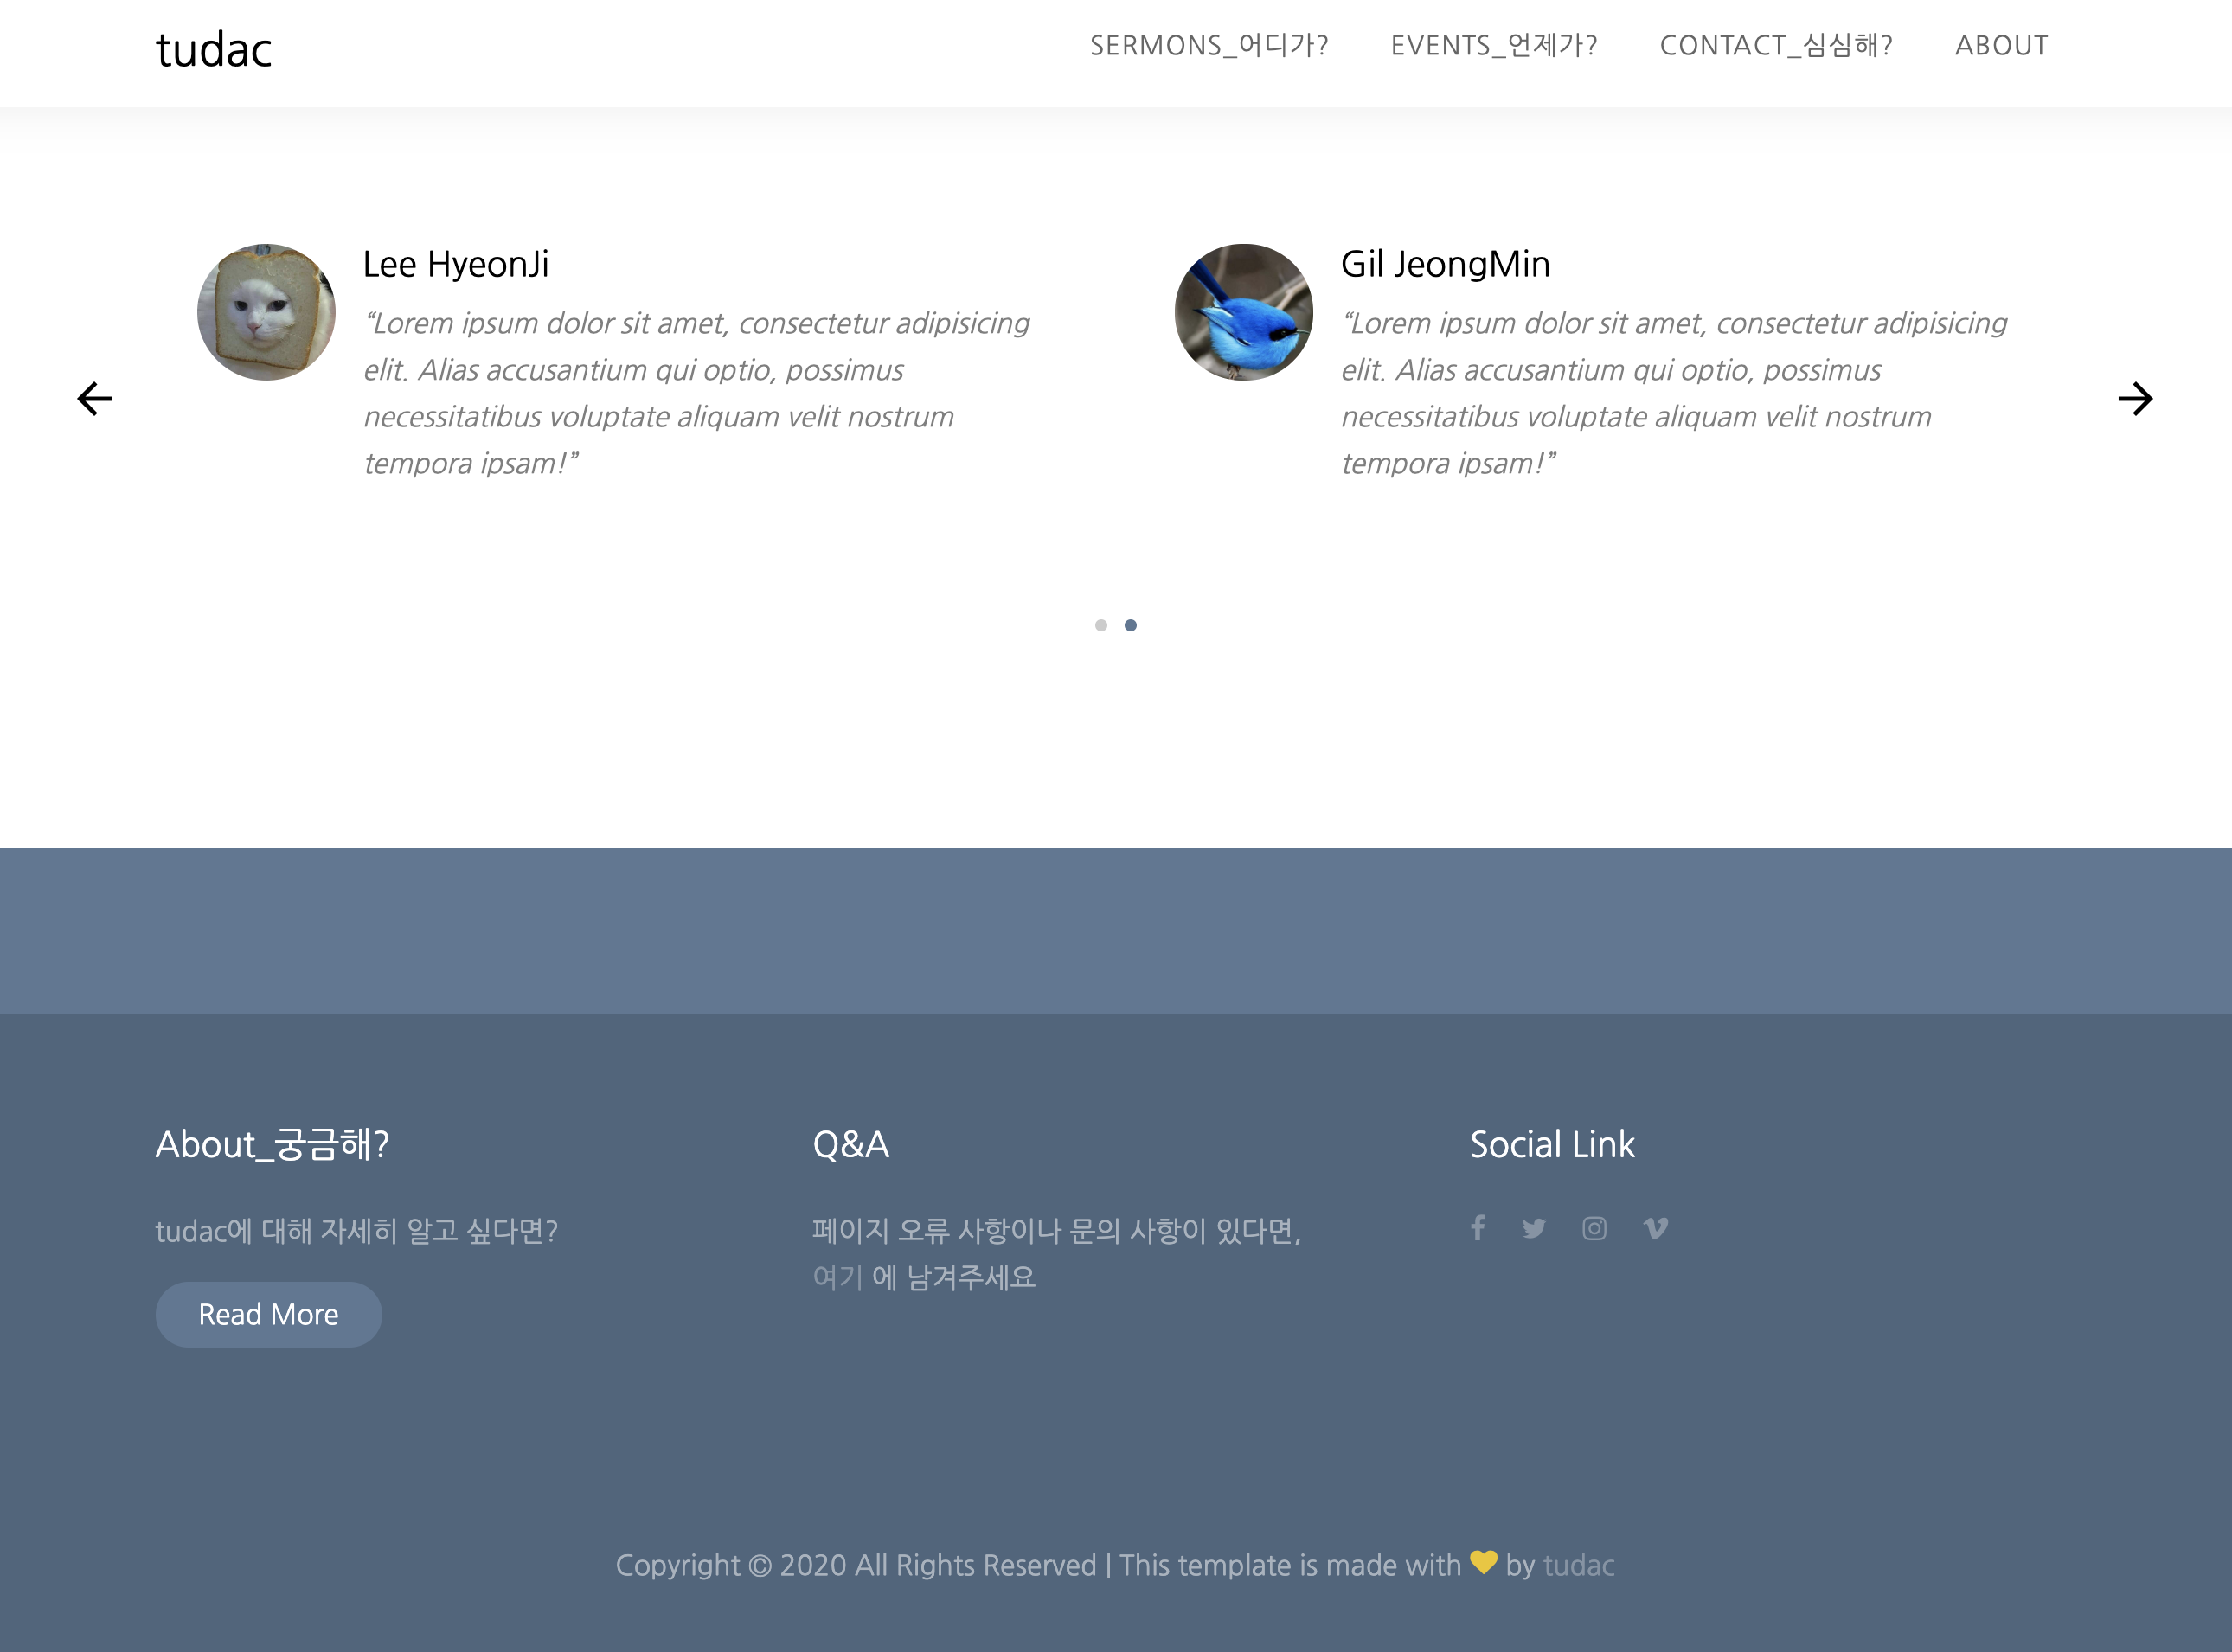 tudac
SERMONS_어디가? EVENTS_언제가? CONTACT_심심해? ABOUT
Lee HyeonJi
“Lorem ipsum dolor sit amet, consectetur adipisicing
elit. Alias accusantium qui optio, possimus
necessitatibus voluptate aliquam velit nostrum
tempora ipsam!”
Gil JeongMin
“Lorem ipsum dolor sit amet, consectetur adipisicing
elit. Alias accusantium qui optio, possimus
necessitatibus voluptate aliquam velit nostrum
tempora ipsam!”
About_궁금해?
tudac에 대해 자세히 알고 싶다면?
Read More
Q&A
페이지 오류 사항이나 문의 사항이 있다면,
여기 에 남겨주세요
Social Link
Copyright © 2020 All Rights Reserved | This template is made with 💛 by tudac